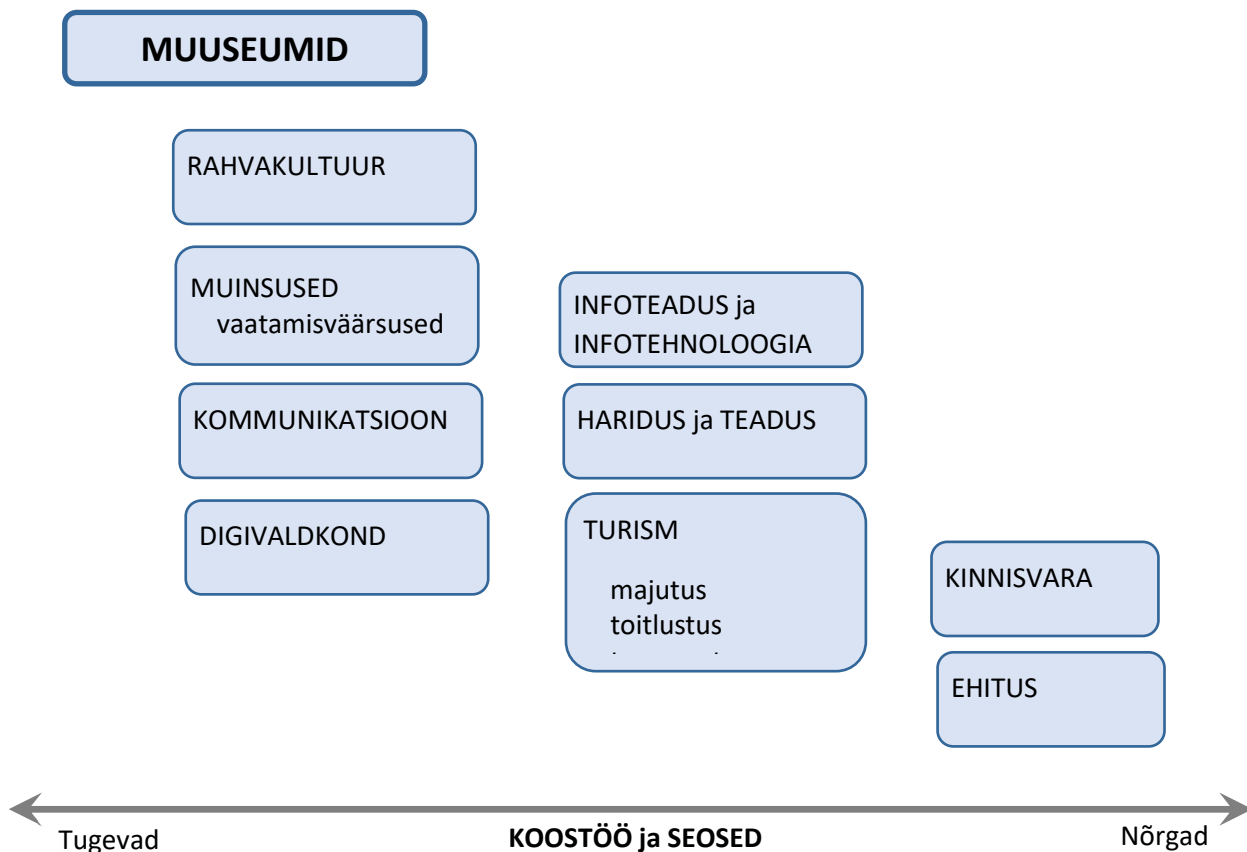 MUUSEUMID
RAHVAKULTUUR
MUINSUSED
vaatamisväärsused
KOMMUNIKATSIOON
DIGIVALDKOND
INFOTEADUS ja
INFOTEHNOLOOGIA
HARIDUS ja TEADUS
TURISM
majutus
toitlustus
KINNISVARA
EHITUS
Tugevad
KOOSTÖÖ ja SEOSED
Nõrgad